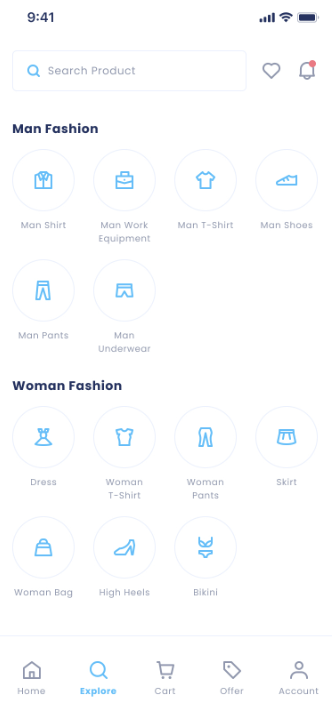 9:41
Search Product
Man Fashion
Man Shirt
Man Work
Equipment
Man T-Shirt
Man Shoes
Man Pants
Man
Underwear
Woman Fashion
Dress
Woman
T-Shirt
Woman
Pants
Skirt
Woman Bag
High Heels
Bikini
Home
Explore
Cart
Offer
Account